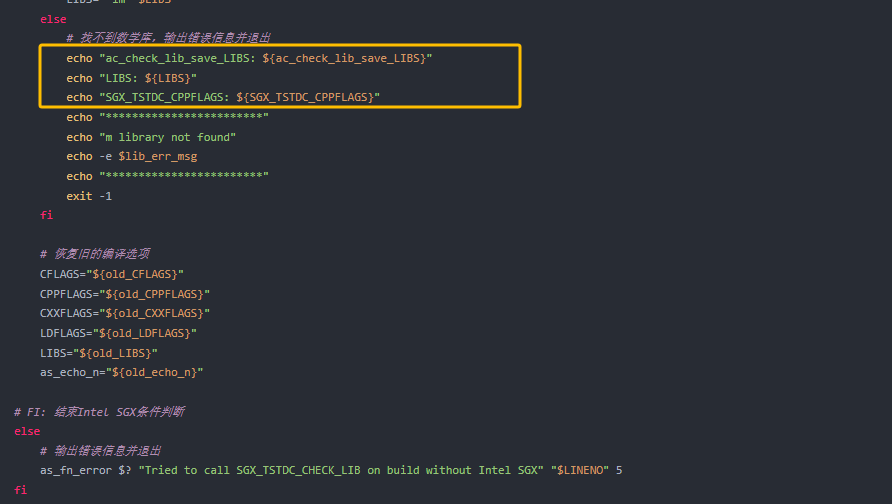 LIBS="-lm $LIBS"
else
# 找不到数学库，输出错误信息并退出
echo "ac_check_lib_save_LIBS: ${ac_check_lib_save_LIBS}"
echo "LIBS: ${LIBS}"
echo "SGX_TSTDC_CPPFLAGS: ${SGX_TSTDC_CPPFLAGS}"
echo "************************"
echo "m library not found"
echo -e $lib_err_msg
echo "************************"
exit -1
fi
# 恢复旧的编译选项
CFLAGS="${old_CFLAGS}"
CPPFLAGS="${old_CPPFLAGS}"
CXXFLAGS="${old_CXXFLAGS}"
LDFLAGS="${old_LDFLAGS}"
LIBS="${old_LIBS}"
as_echo_n="${old_echo_n}"
# FI: 结束Intel SGX条件判断
else
# 输出错误信息并退出
as_fn_error $? "Tried to call SGX_TSTDC_CHECK_LIB on build without Intel SGX" "$LINENO" 5
fi